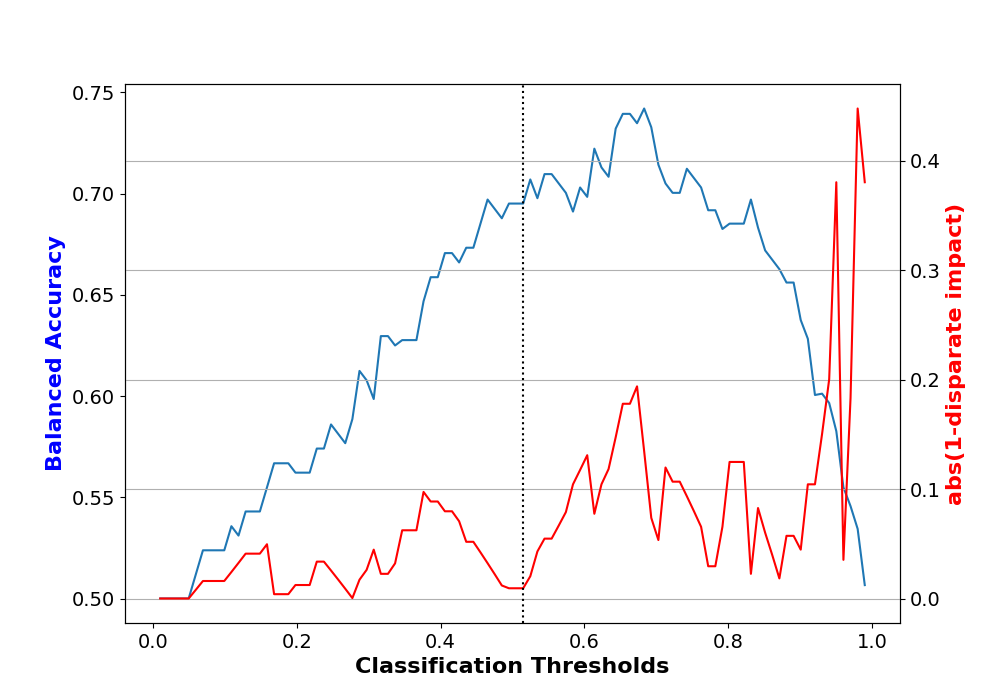 0.75
0.70
0.65
0.60
0.55
0.50
Balanced Accuracy
0.4
0.3
0.2
0.1
0.0
abs(1-disparate impact)
0.0 0.2 0.4 0.6 0.8 1.0
Classification Thresholds